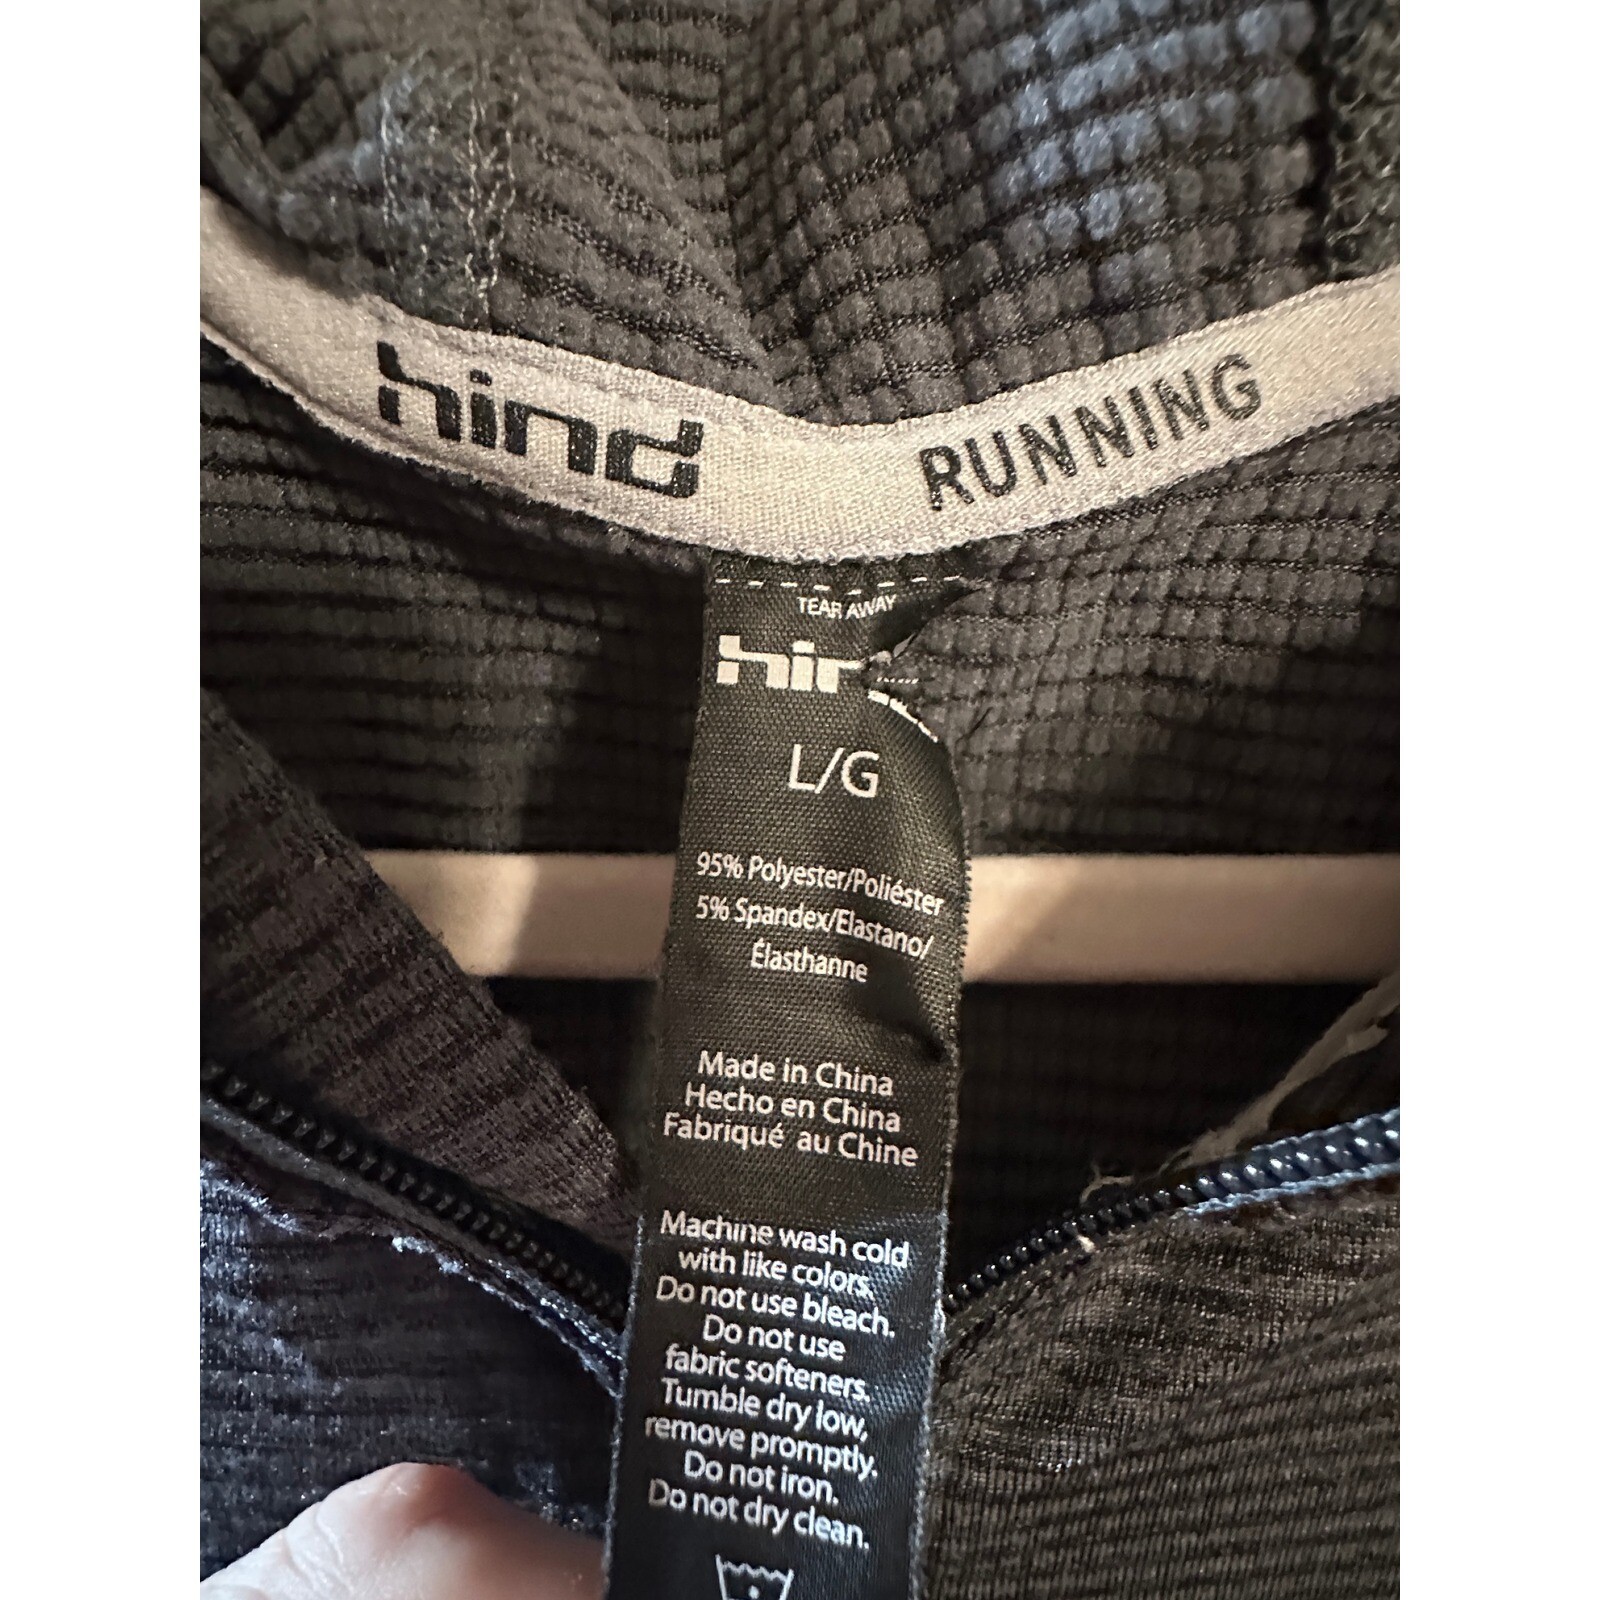 hind RUNNING
TEAR AWAY
L/G
95% Polyester/Poliéster
5% Spandex/Elastano/
Élasthanne
Made in China
Hecho en China
Fabriqué au Chine
Machine wash cold
with like colors.
Do not use bleach.
Do not use
fabric softeners.
Tumble dry low,
remove promptly.
Do not iron.
Do not dry clean.